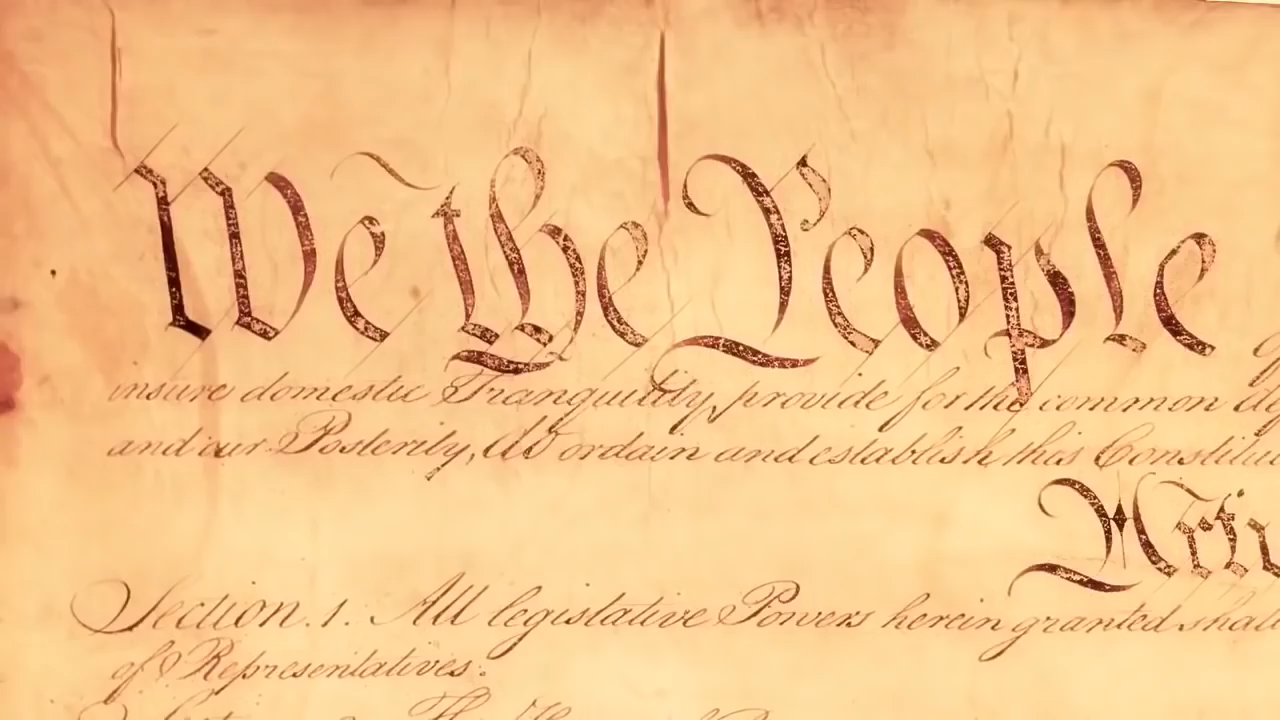 We the People
insure domestic Tranquility, provide for the common
and our Posterity, do ordain and establish this
Section. 1. All legislative Powers herein granted shall
of Representatives.